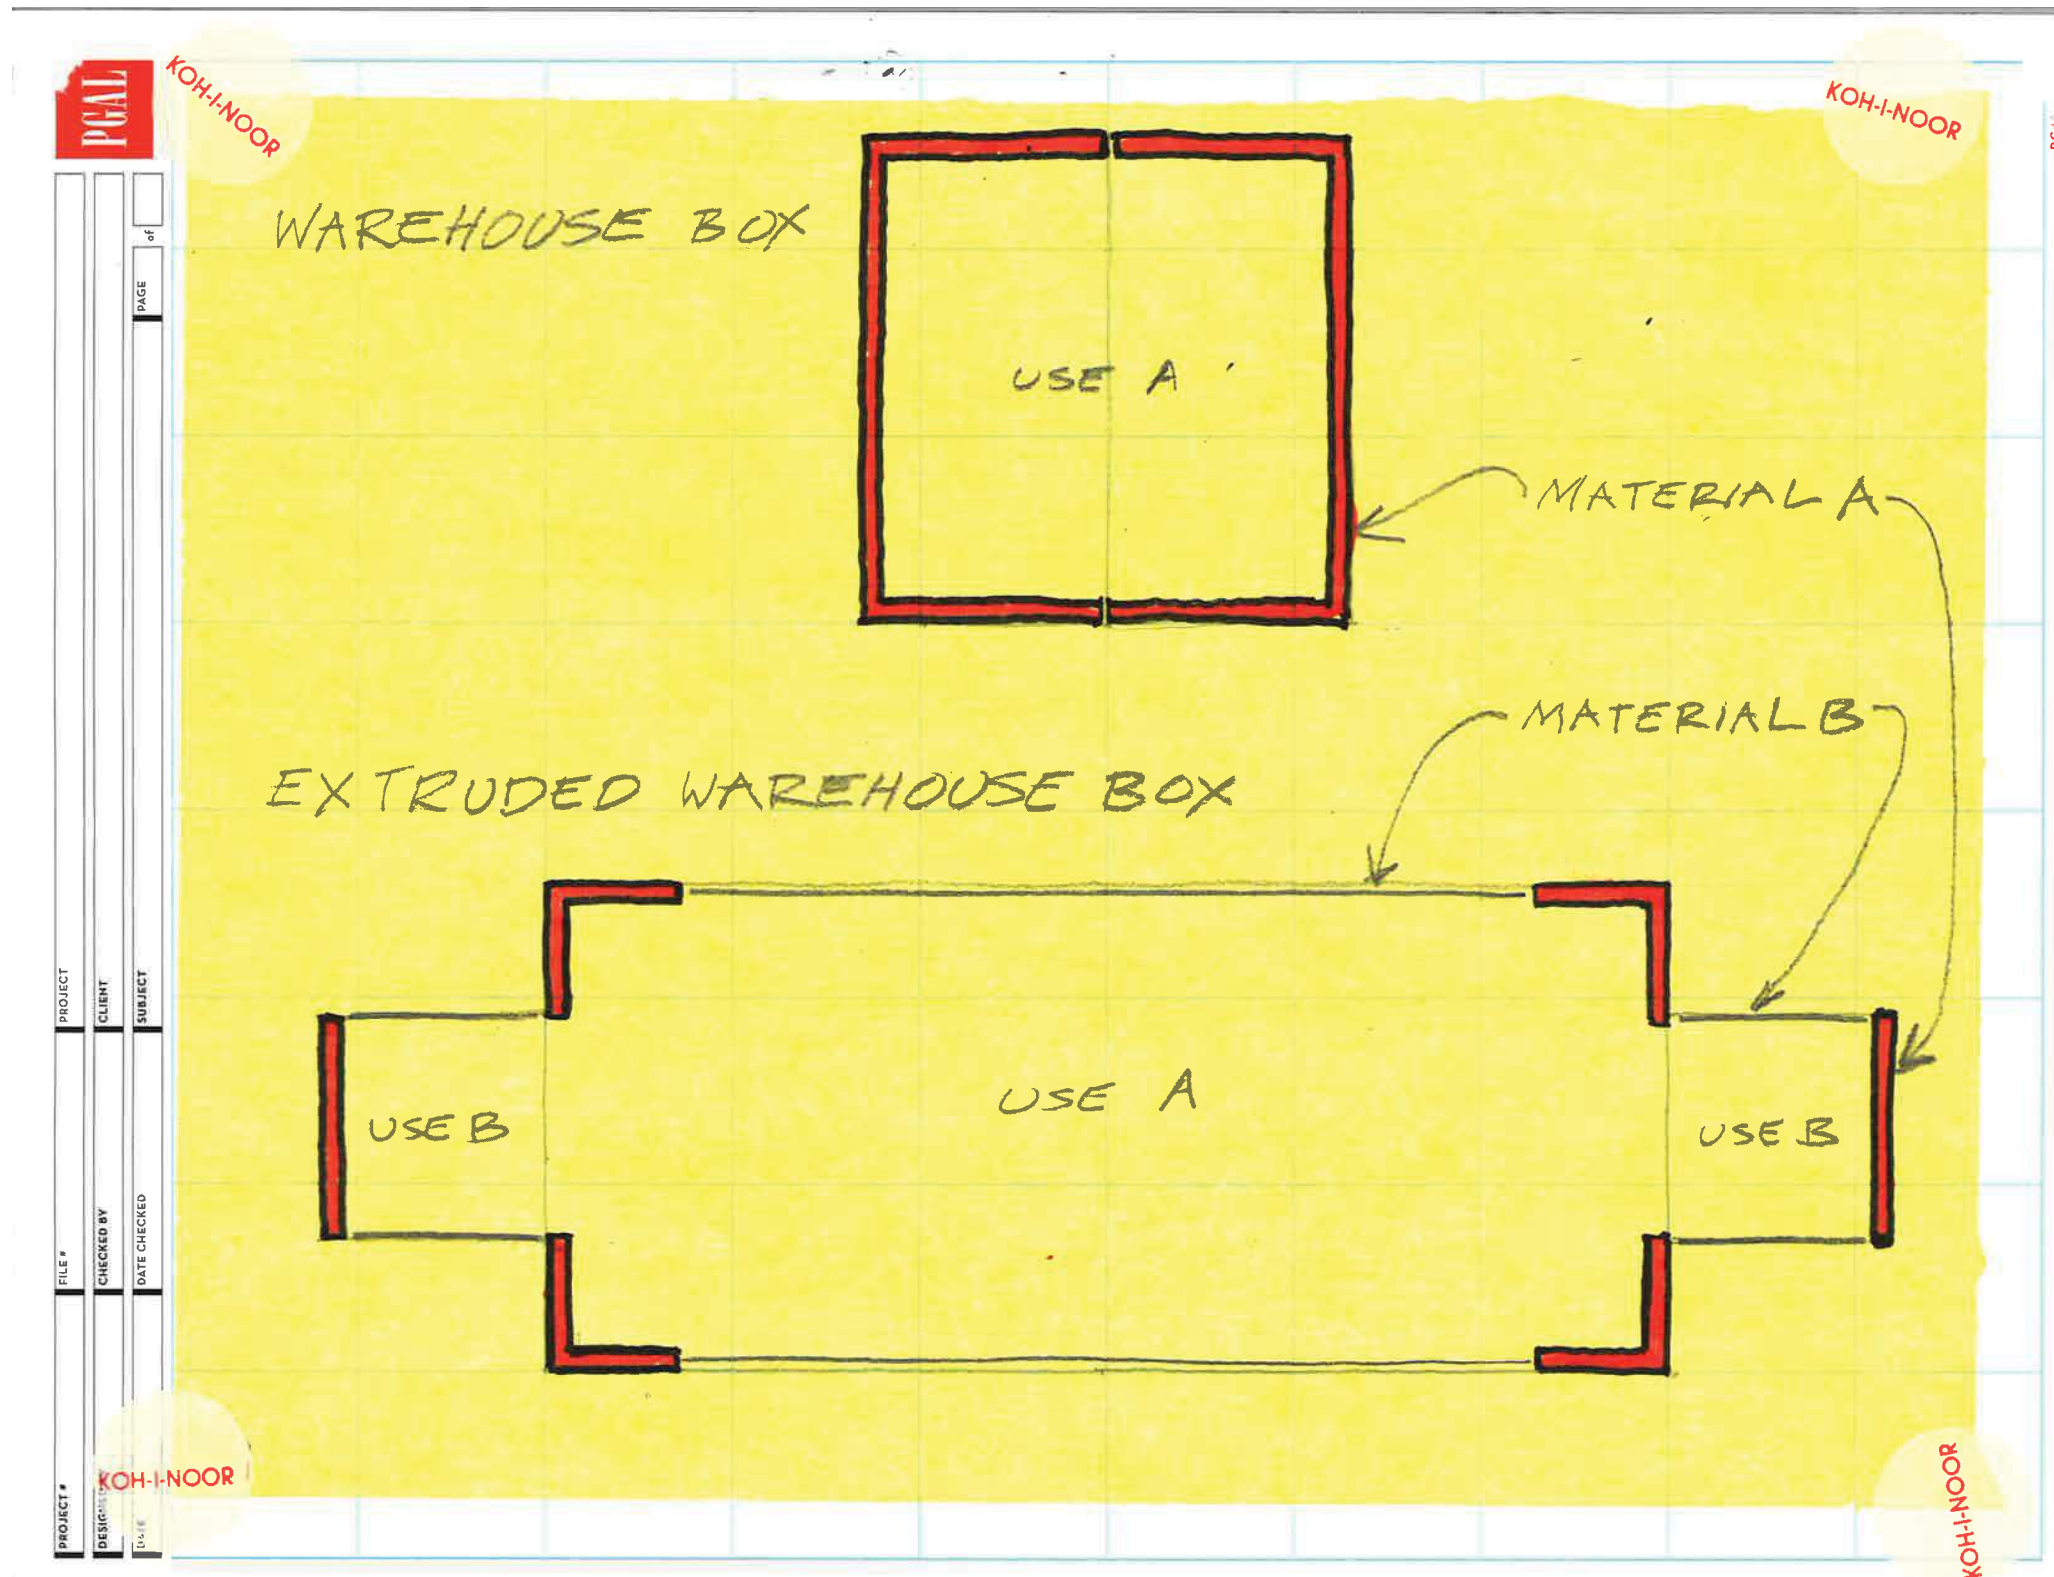 PGAL
KOH-I-NOOR
KOH-I-NOOR
of
PAGE
WAREHOUSE BOX
USE A
MATERIAL A
MATERIAL B
EXTRUDED WAREHOUSE BOX
PROJECT
CLIENT
SUBJECT
USE B
USE A
USE B
FILE #
CHECKED BY
DATE CHECKED
PROJECT #
KOH-I-NOOR
KOH-I-NOOR